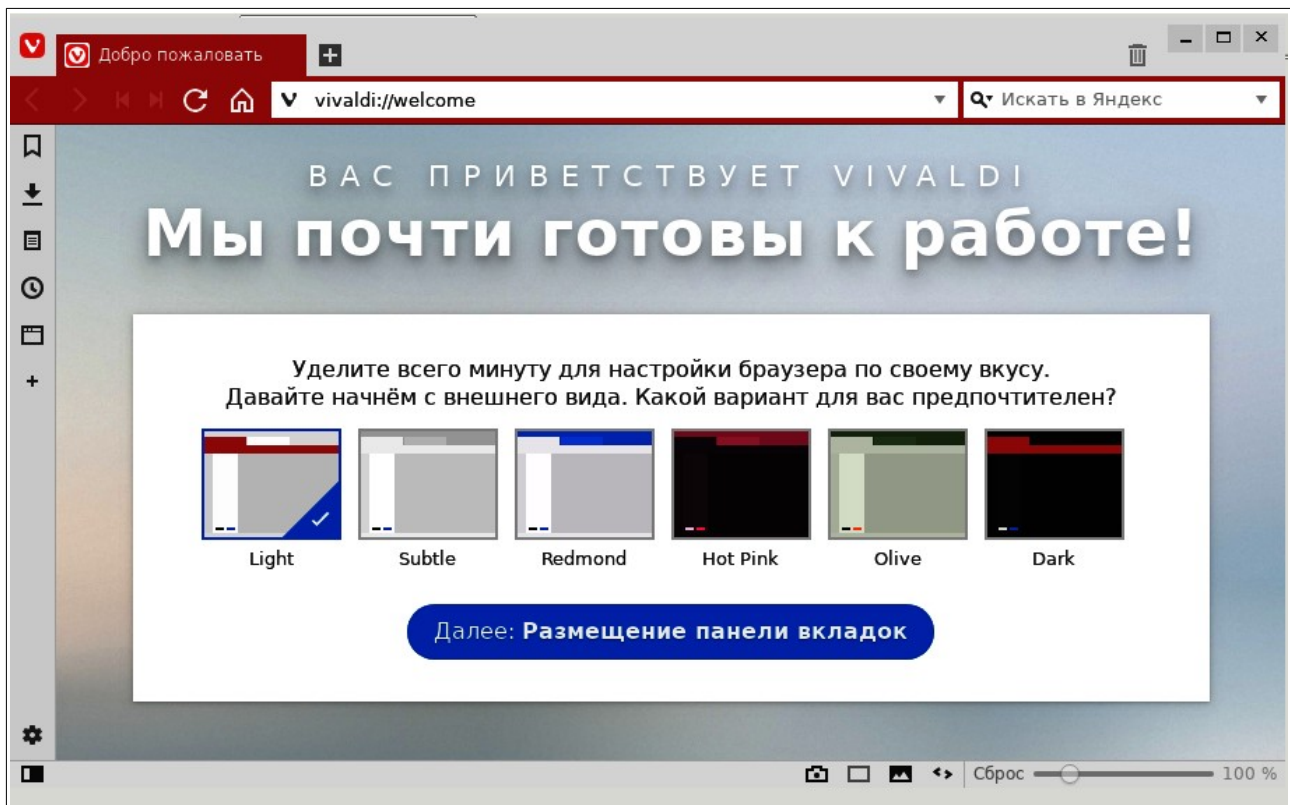 Добро пожаловать
vivaldi://welcome
Искать в Яндекс
ВАС ПРИВЕТСТВУЕТ VIVALDI
Мы почти готовы к работе!
Уделите всего минуту для настройки браузера по своему вкусу.
Давайте начнём с внешнего вида. Какой вариант для вас предпочтителен?
Light Subtle Redmond Hot Pink Olive Dark
Далее: Размещение панели вкладок
Сброс 100 %